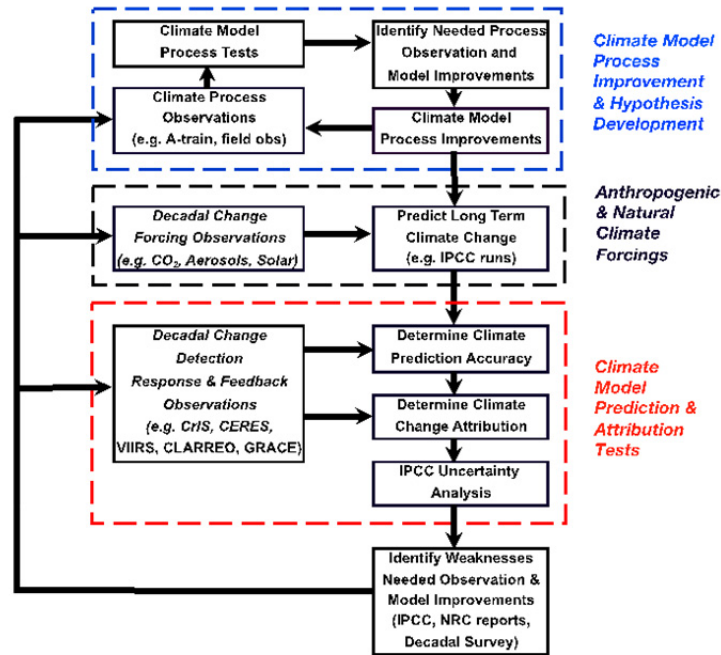 Climate Model
Process Tests
Identify Needed Process
Observation and
Model Improvements
Climate Process
Observations
(e.g. A-train, field obs)
Climate Model
Process Improvements
Climate Model
Process
Improvement
& Hypothesis
Development
Decadal Change
Forcing Observations
(e.g. CO₂, Aerosols, Solar)
Predict Long Term
Climate Change
(e.g. IPCC runs)
Anthropogenic
& Natural
Climate
Forcings
Decadal Change
Detection
Response & Feedback
Observations
(e.g. CrIS, CERES,
VIIRS, CLARREO, GRACE)
Determine Climate
Prediction Accuracy
Determine Climate
Change Attribution
IPCC Uncertainty
Analysis
Climate
Model
Prediction &
Attribution
Tests
Identify Weaknesses
Needed Observation &
Model Improvements
(IPCC, NRC reports,
Decadal Survey)